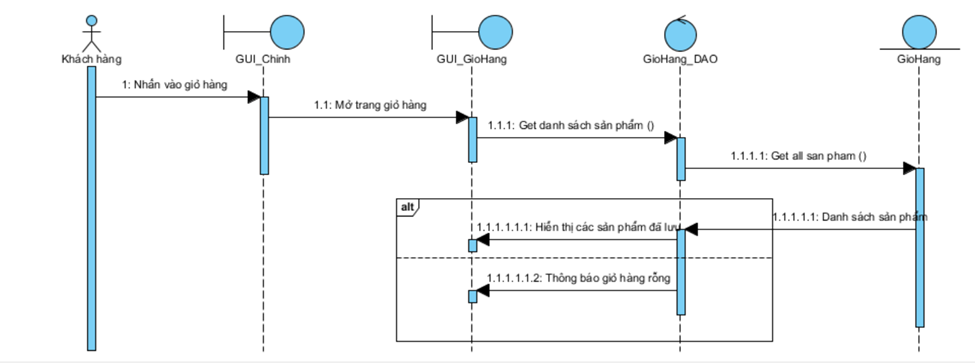 Khách hàng
GUI_Chinh
GUI_GioHang
GioHang_DAO
GioHang
1: Nhấn vào giỏ hàng
1.1: Mở trang giỏ hàng
1.1.1: Get danh sách sản phẩm ()
1.1.1.1: Get all san pham ()
alt
1.1.1.1.1: Danh sách sản phẩm
1.1.1.1.1.1: Hiển thị các sản phẩm đã lưu
1.1.1.1.1.2: Thông báo giỏ hàng rỗng